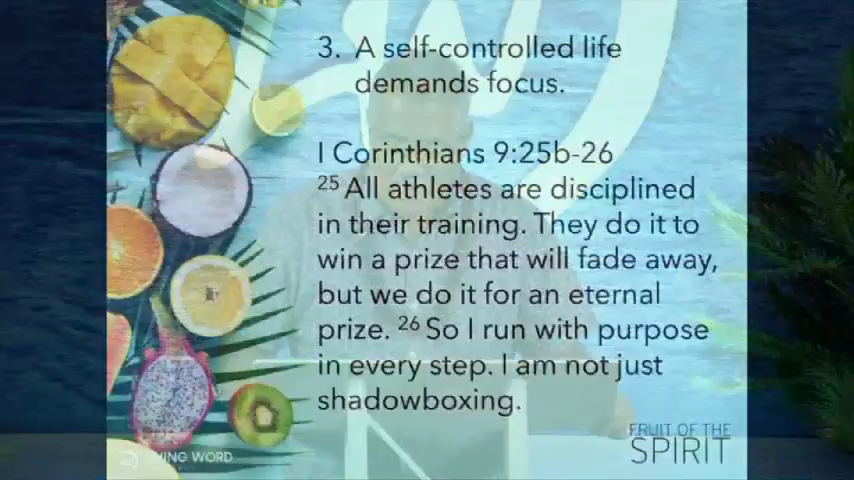 3. A self-controlled life
demands focus.
I Corinthians 9:25b-26
25 All athletes are disciplined
in their training. They do it to
win a prize that will fade away,
but we do it for an eternal
prize. 26 So I run with purpose
in every step. I am not just
shadowboxing.
FRUIT OF THE
SPIRIT
WORD